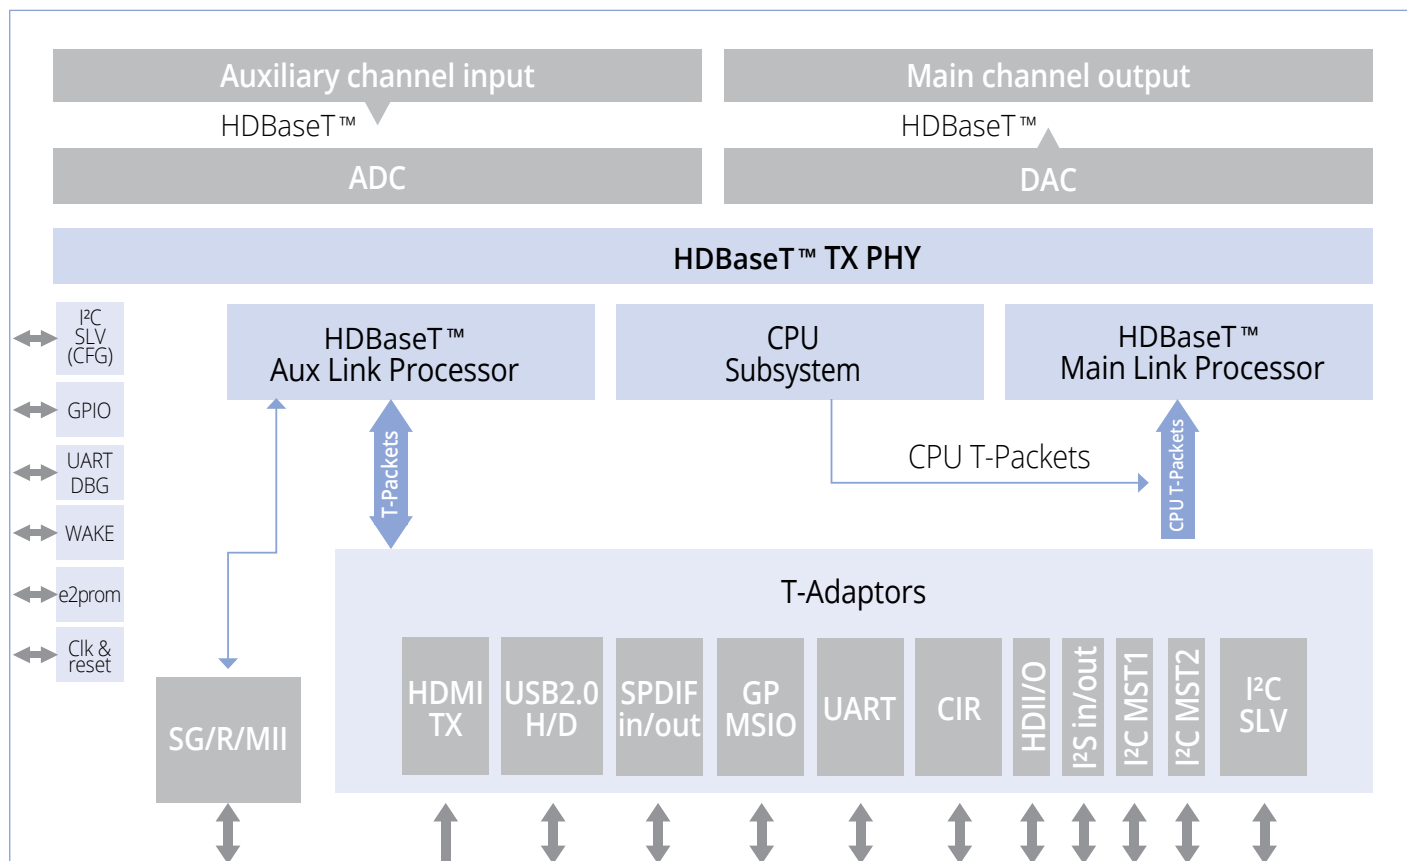 Auxiliary channel input
Main channel output
HDBaseT™
HDBaseT™
ADC
DAC
HDBaseT™ TX PHY
I²C
SLV
(CFG)
GPIO
UART
DBG
WAKE
e2prom
Clk &
reset
HDBaseT™
Aux Link Processor
CPU
Subsystem
HDBaseT™
Main Link Processor
T-Packets
CPU T-Packets
CPU T-Packets
T-Adaptors
SG/R/MII
HDMI
TX
USB2.0
H/D
SPDIF
in/out
GP
MSIO
UART
CIR
HDII/O
I²S in/out
I²C MST1
I²C MST2
I²C
SLV